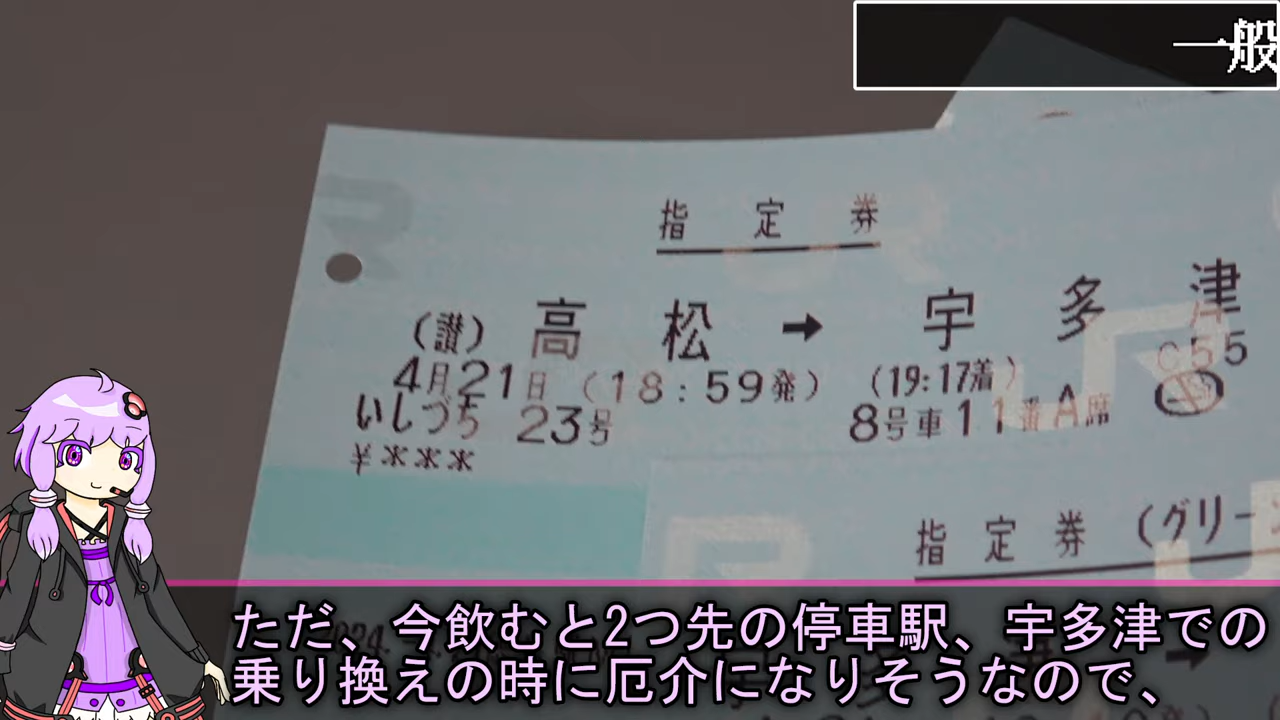 一般
指定券
(讃) 高松 → 宇多津
4月21日 (18:59発) (19:17着) C55
いしづち 23号 8号車11番A席
¥***
指定券(グリー
ただ、今飲むと2つ先の停車駅、宇多津での
乗り換えの時に厄介になりそうなので、